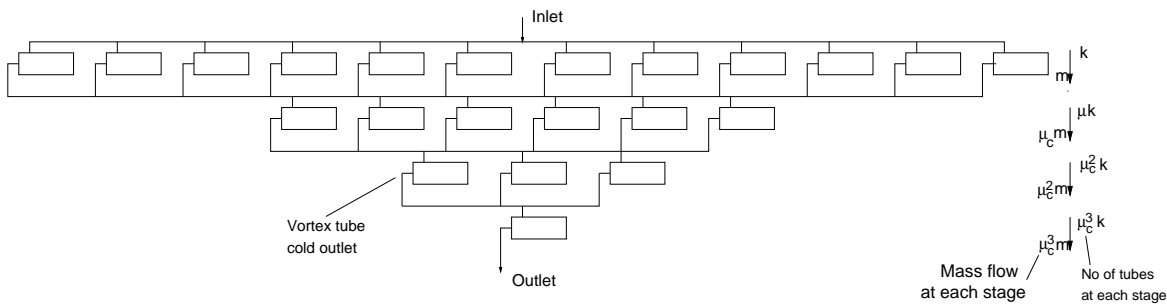 Inlet
k
m
μk
μcm
μc²k
μc²m
μc³k
μc³m
Vortex tube
cold outlet
Outlet
Mass flow
at each stage
No of tubes
at each stage